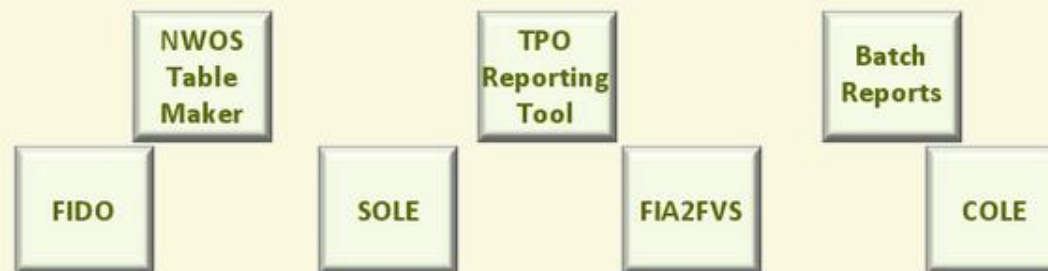 NWOS
Table
Maker
TPO
Reporting
Tool
Batch
Reports
FIDO
SOLE
FIA2FVS
COLE